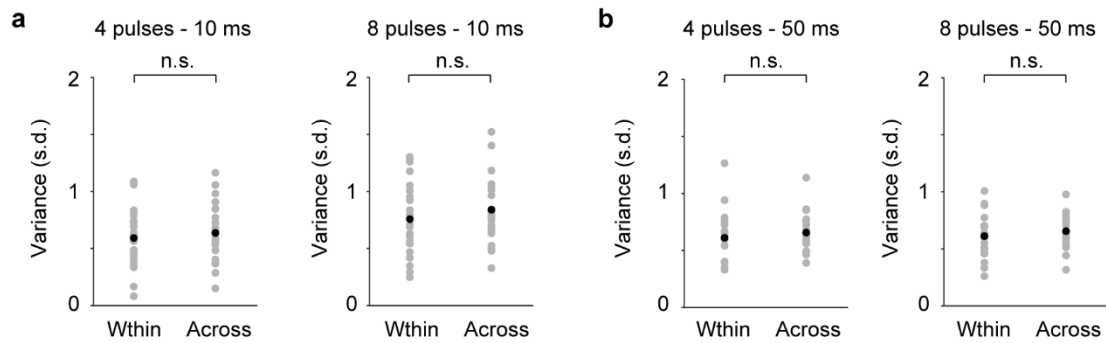 a
4 pulses - 10 ms
n.s.
2
1
0
Variance (s.d.)
Wthin
Across
8 pulses - 10 ms
n.s.
2
1
0
Variance (s.d.)
Wthin
Across
b
4 pulses - 50 ms
n.s.
2
1
0
Variance (s.d.)
Wthin
Across
8 pulses - 50 ms
n.s.
2
1
0
Variance (s.d.)
Wthin
Across